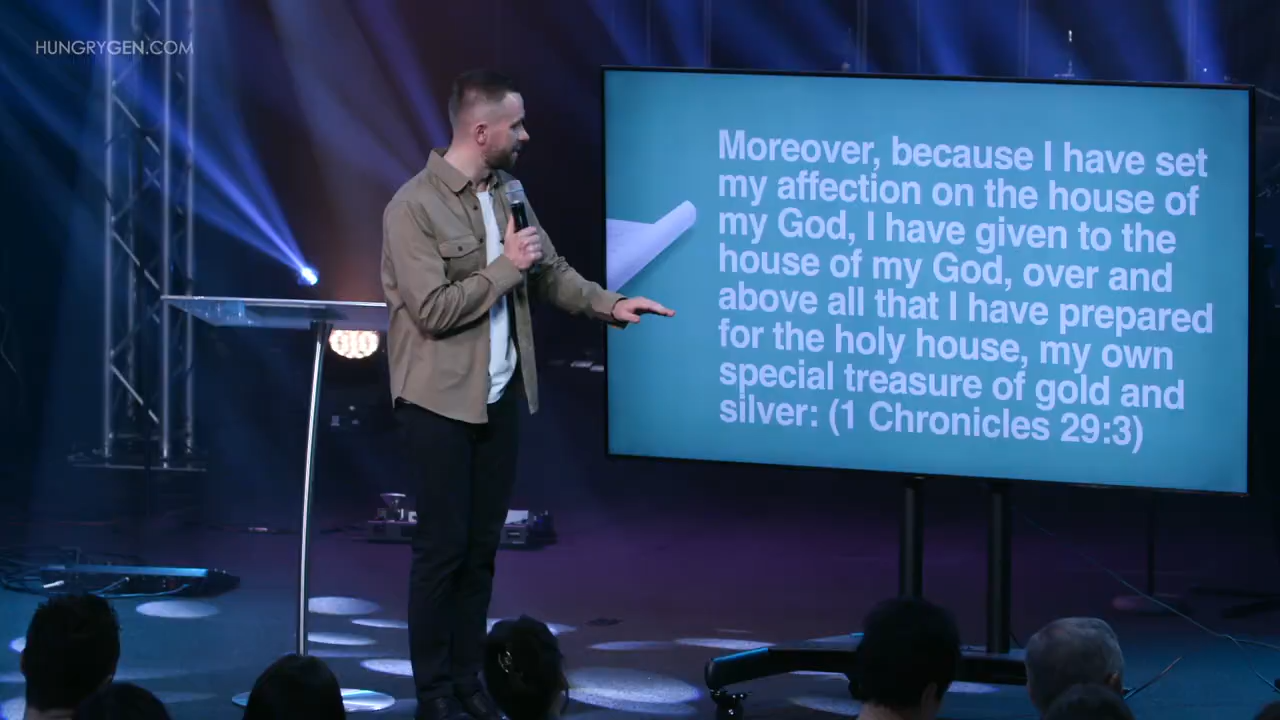 HUNGRYGEN.COM
Moreover, because I have set
my affection on the house of
my God, I have given to the
house of my God, over and
above all that I have prepared
for the holy house, my own
special treasure of gold and
silver: (1 Chronicles 29:3)